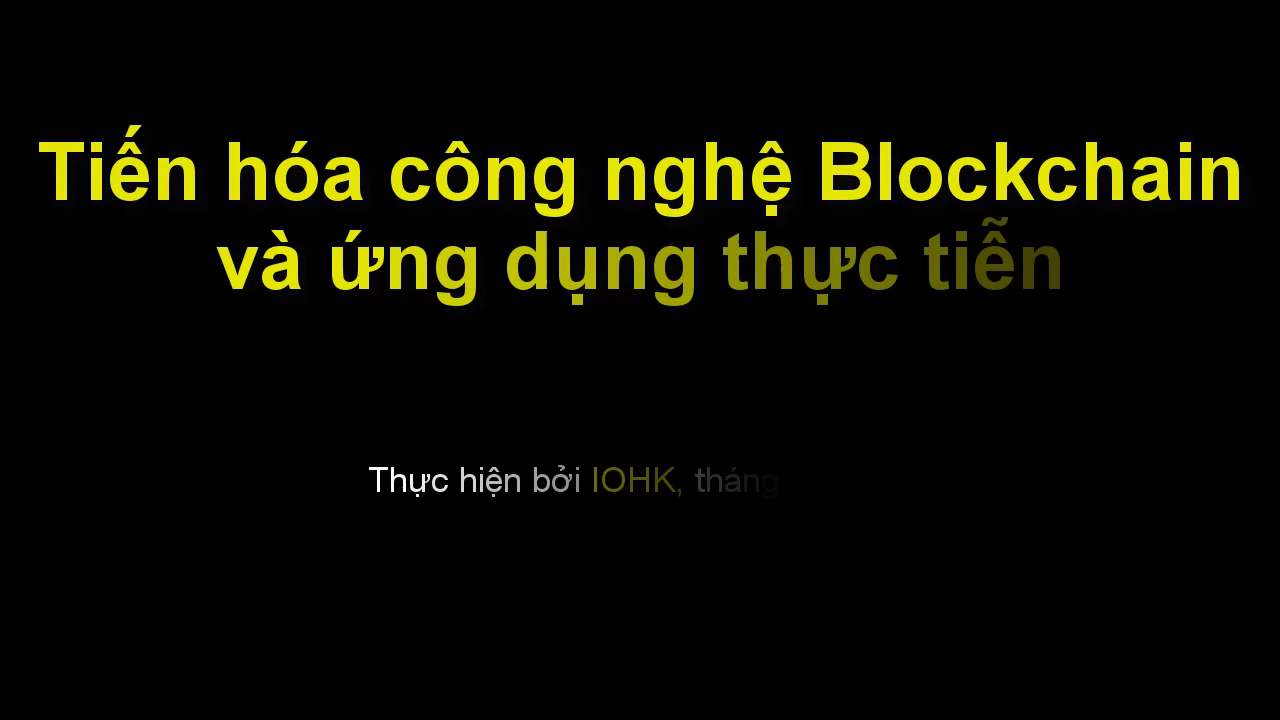 Tiến hóa công nghệ Blockchain
và ứng dụng thực tiễn
Thực hiện bởi IOHK, tháng